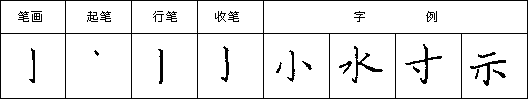 笔画 起笔 行笔 收笔 字例
亅 丶 丨 亅 小 水 寸 示